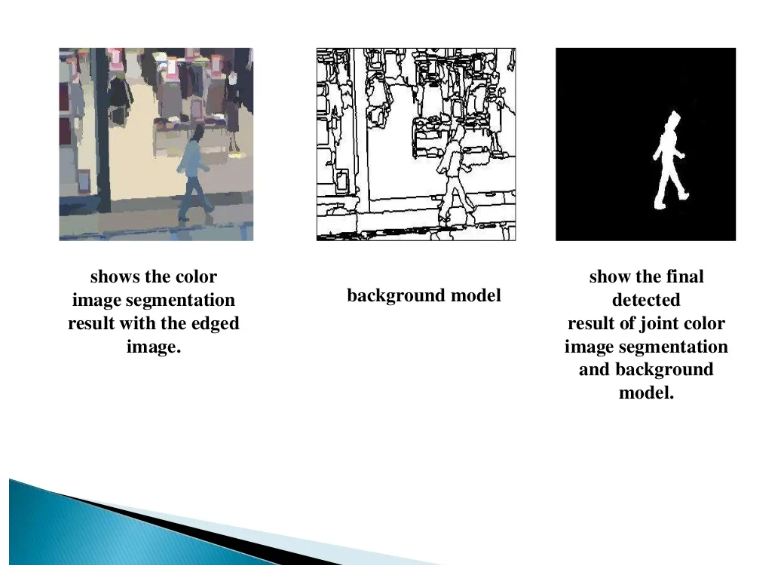 shows the color
image segmentation
result with the edged
image.
background model
show the final
detected
result of joint color
image segmentation
and background
model.